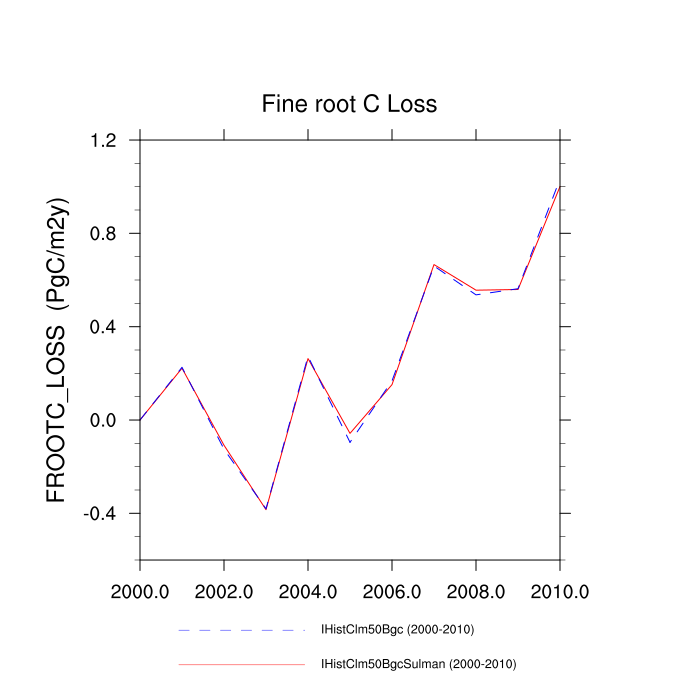 Fine root C Loss
FROOTC_LOSS (PgC/m2y)
1.2
0.8
0.4
0.0
-0.4
2000.0 2002.0 2004.0 2006.0 2008.0 2010.0
IHistClm50Bgc (2000-2010)
IHistClm50BgcSulman (2000-2010)